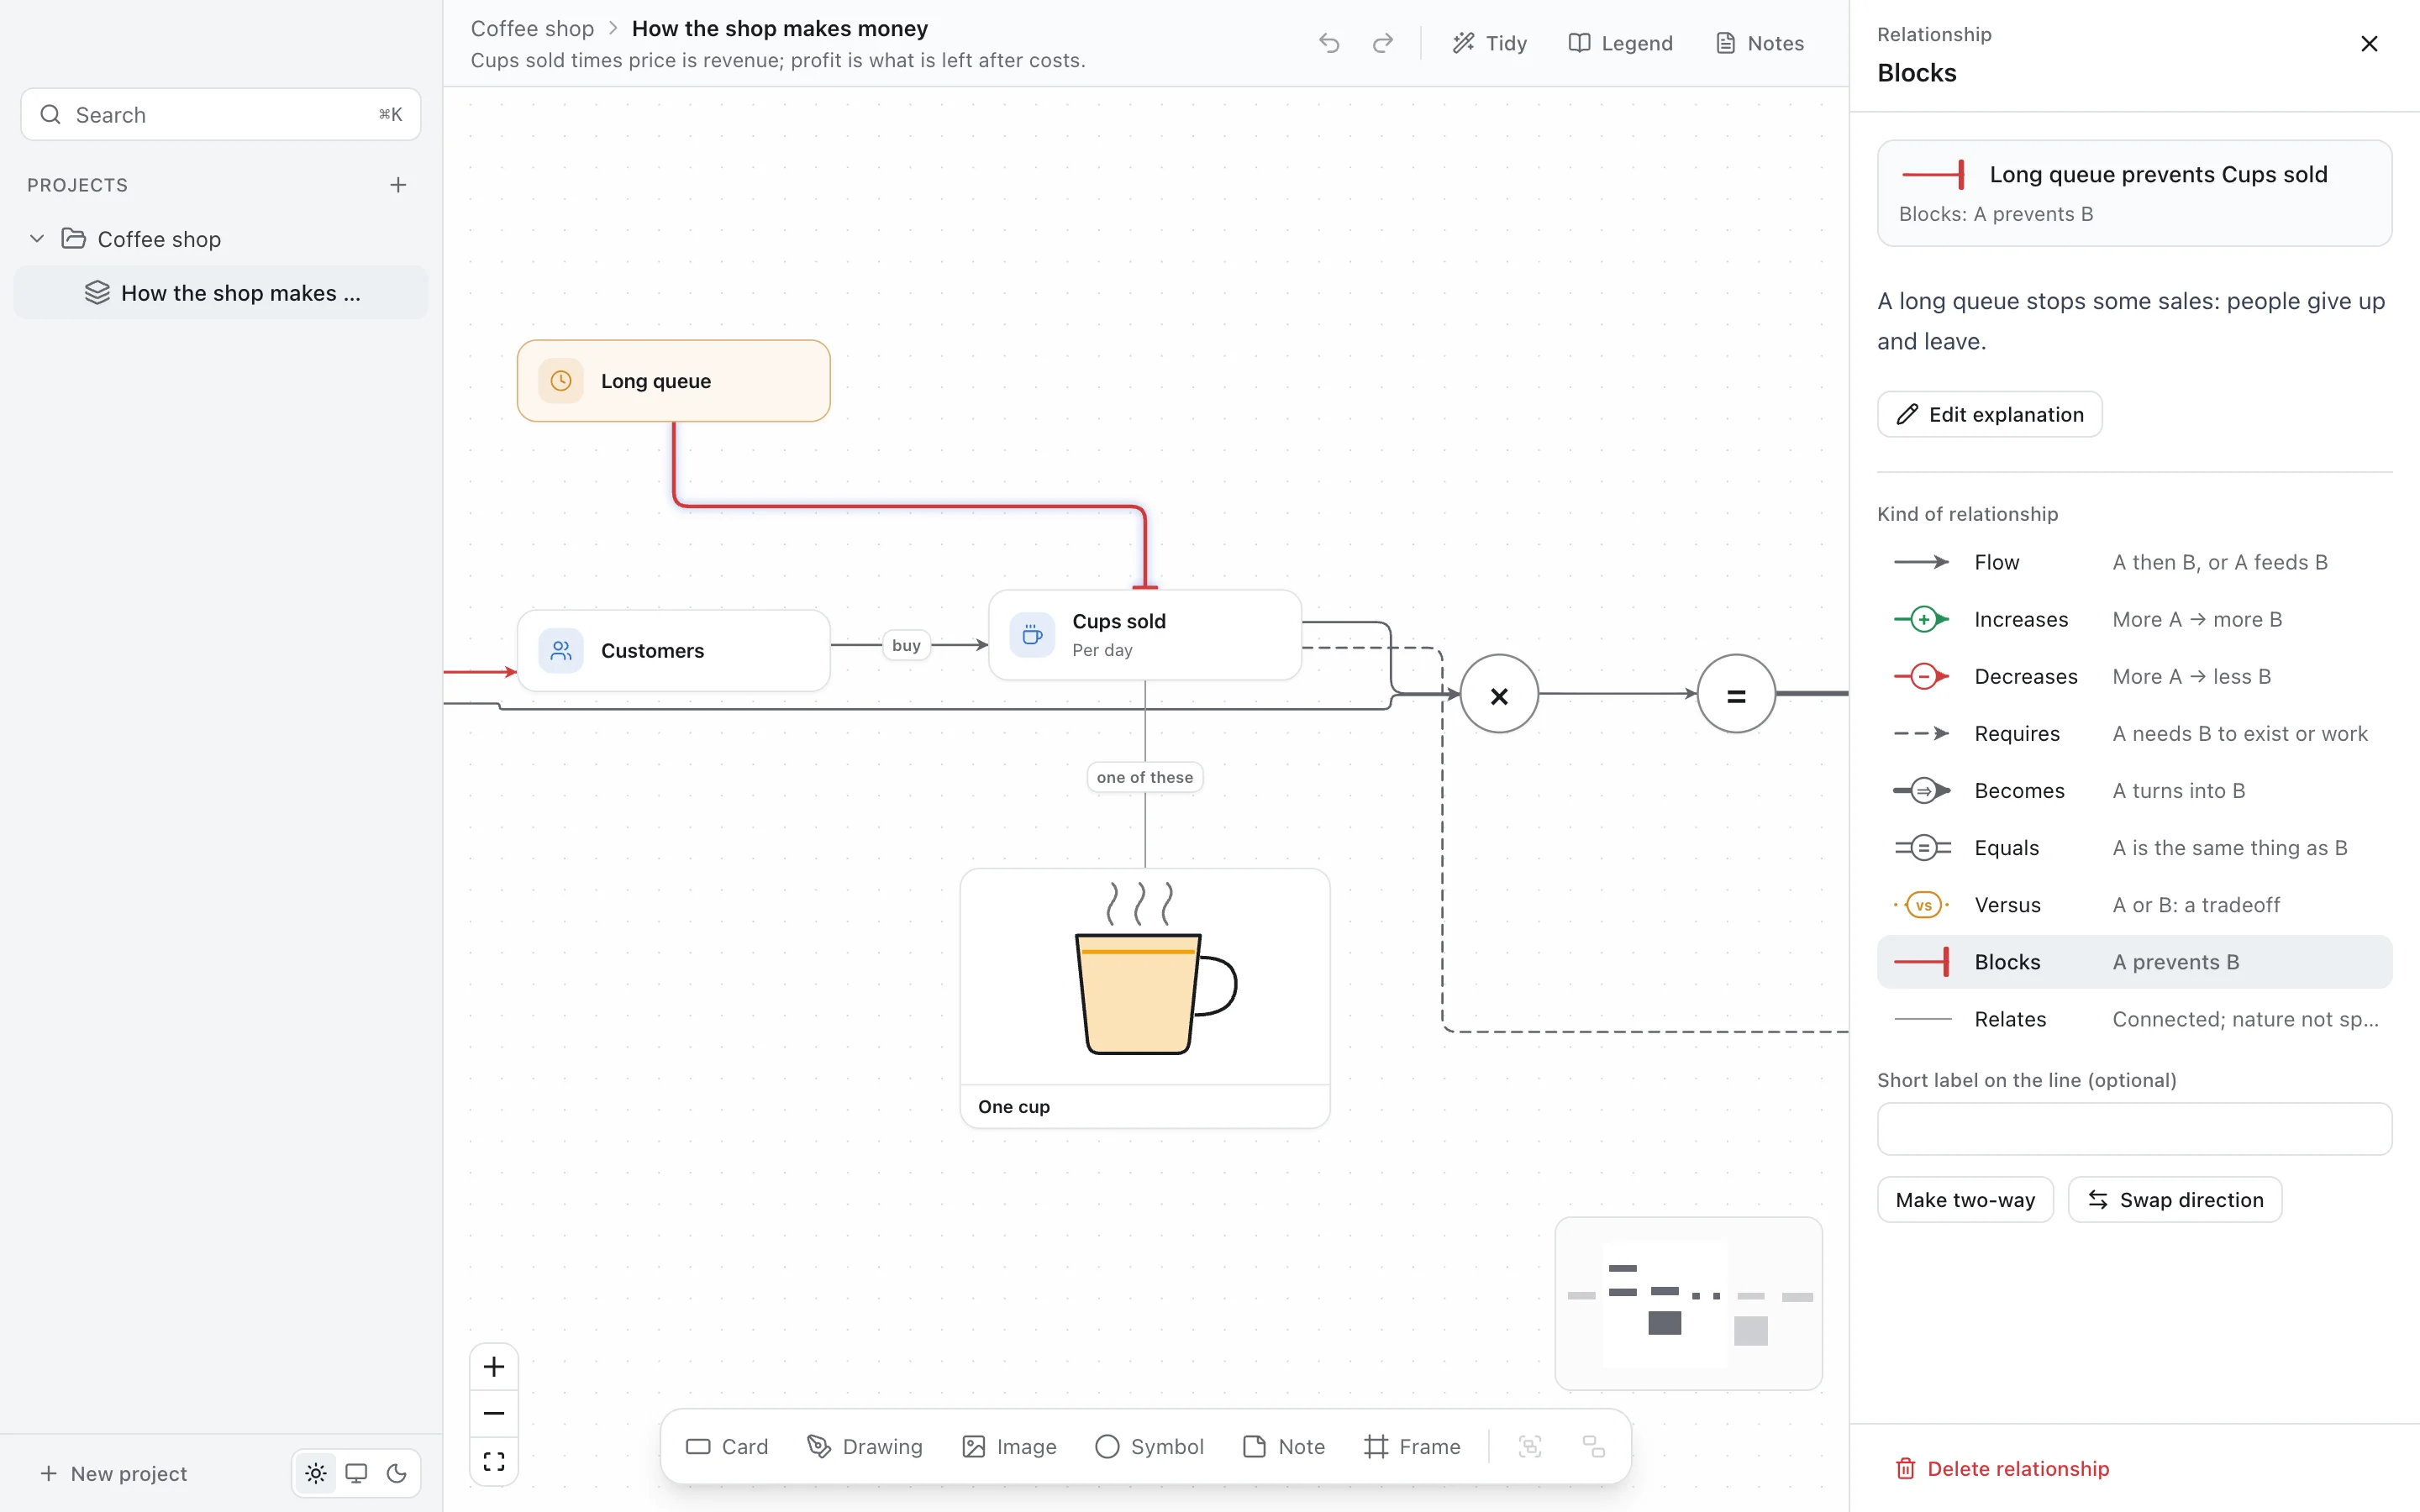 Search ⌘K
PROJECTS
Coffee shop
How the shop makes ...
New project
Coffee shop > How the shop makes money
Cups sold times price is revenue; profit is what is left after costs.
Tidy
Legend
Notes
Long queue
Customers
buy
Cups sold
Per day
×
=
one of these
One cup
Card
Drawing
Image
Symbol
Note
Frame
Relationship
Blocks
Long queue prevents Cups sold
Blocks: A prevents B
A long queue stops some sales: people give up
and leave.
Edit explanation
Kind of relationship
Flow A then B, or A feeds B
Increases More A → more B
Decreases More A → less B
Requires A needs B to exist or work
Becomes A turns into B
Equals A is the same thing as B
vs Versus A or B: a tradeoff
Blocks A prevents B
Relates Connected; nature not sp...
Short label on the line (optional)
Make two-way
Swap direction
Delete relationship